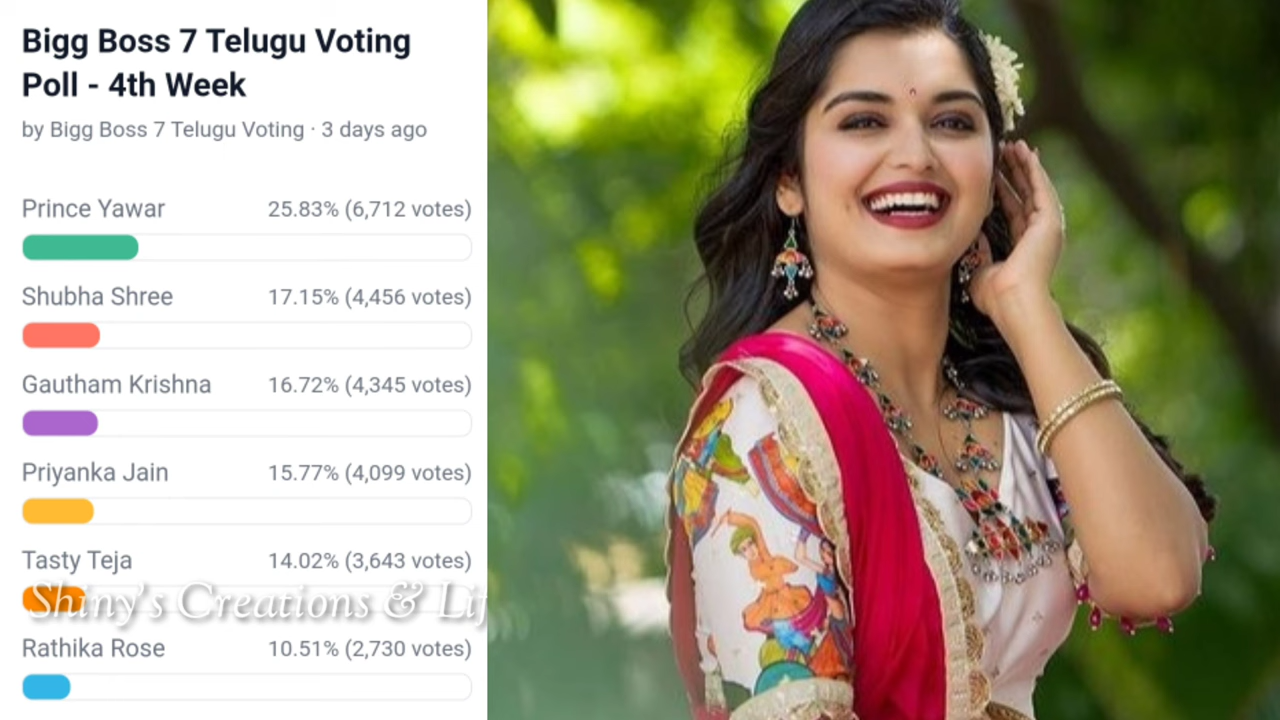 Bigg Boss 7 Telugu Voting
Poll - 4th Week
by Bigg Boss 7 Telugu Voting · 3 days ago
Prince Yawar 25.83% (6,712 votes)
Shubha Shree 17.15% (4,456 votes)
Gautham Krishna 16.72% (4,345 votes)
Priyanka Jain 15.77% (4,099 votes)
Tasty Teja 14.02% (3,643 votes)
Shiny's Creations & Lif
Rathika Rose 10.51% (2,730 votes)